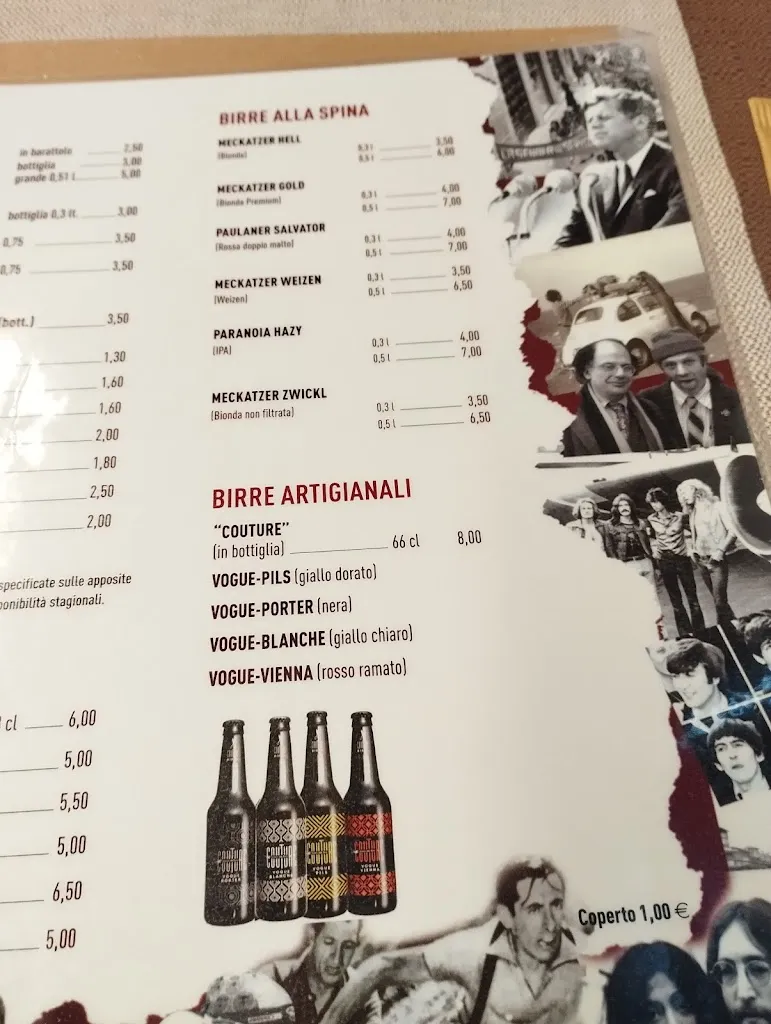 in barattolo 2,50
bottiglia 3,00
grande 0,51 l 5,00
bottiglia 0,3 lt. 3,00
0,75 3,50
0,75 3,50
(bott.) 3,50
1,30
1,60
1,60
2,00
1,80
2,50
2,00
specificate sulle apposite
stagionali.
cl 6,00
5,00
5,50
5,00
6,50
5,00
BIRRE ALLA SPINA
MECKATZER HELL 0,3 l 3,50
(Bionda) 0,5 l 6,00
MECKATZER GOLD 0,3 l 4,00
(Bionda Premium) 0,5 l 7,00
PAULANER SALVATOR 0,3 l 4,00
(Rossa doppio malto) 0,5 l 7,00
MECKATZER WEIZEN 0,3 l 3,50
(Weizen) 0,5 l 6,50
PARANOIA HAZY 0,3 l 4,00
(IPA) 0,5 l 7,00
MECKATZER ZWICKL 0,3 l 3,50
(Bionda non filtrata) 0,5 l 6,50
BIRRE ARTIGIANALI
"COUTURE"
(in bottiglia) 66 cl 8,00
VOGUE-PILS (giallo dorato)
VOGUE-PORTER (nera)
VOGUE-BLANCHE (giallo chiaro)
VOGUE-VIENNA (rosso ramato)
Coperto 1,00 €